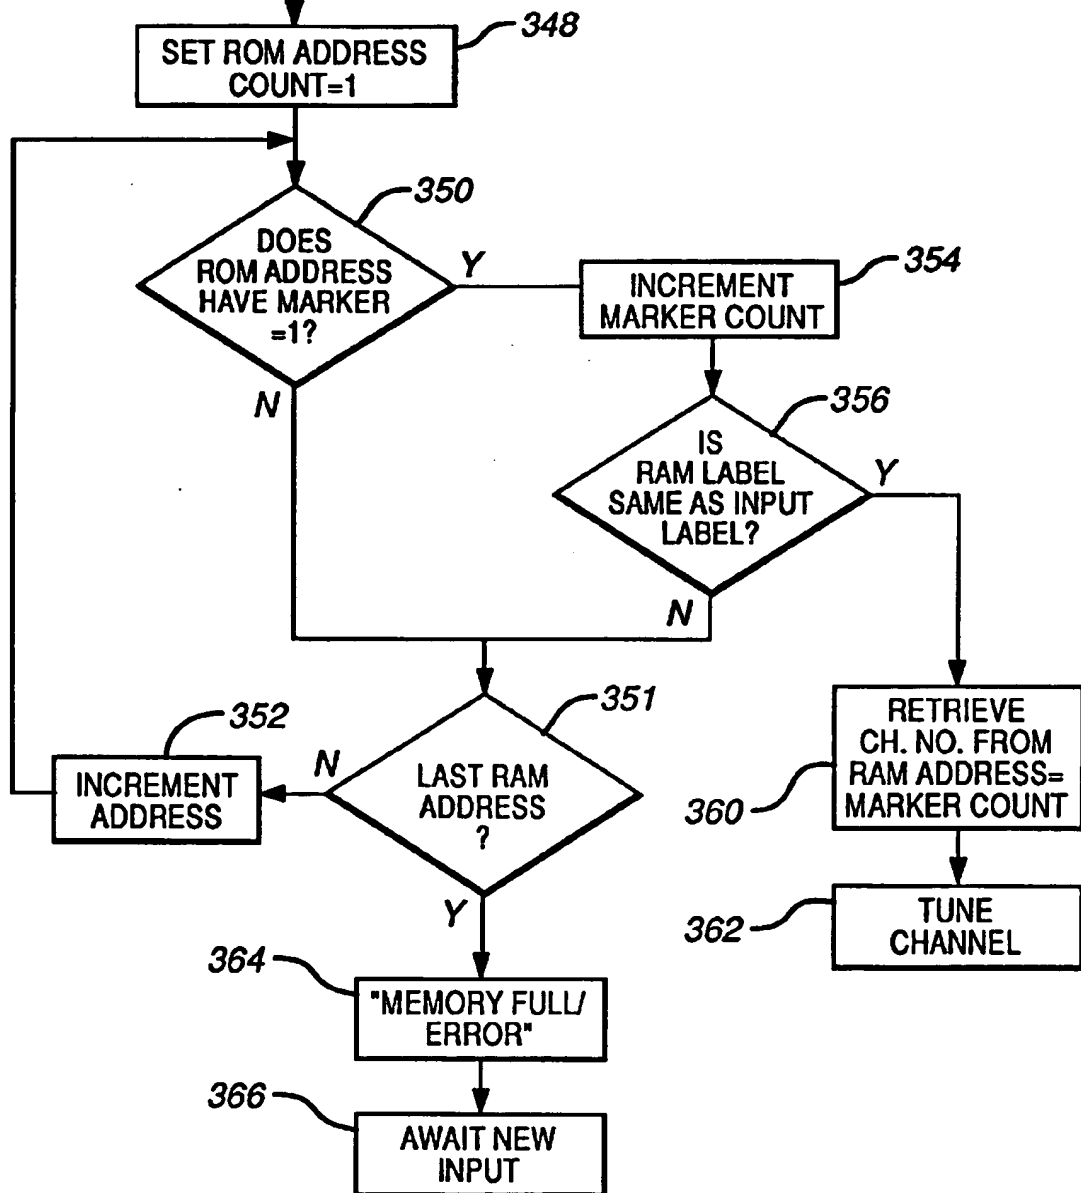 348
SET ROM ADDRESS
COUNT=1
350
DOES
ROM ADDRESS
HAVE MARKER
=1?
Y
N
354
INCREMENT
MARKER COUNT
356
IS
RAM LABEL
SAME AS INPUT
LABEL?
Y
N
351
LAST RAM
ADDRESS
?
N
Y
352
INCREMENT
ADDRESS
360
RETRIEVE
CH. NO. FROM
RAM ADDRESS=
MARKER COUNT
362
TUNE
CHANNEL
364
"MEMORY FULL/
ERROR"
366
AWAIT NEW
INPUT